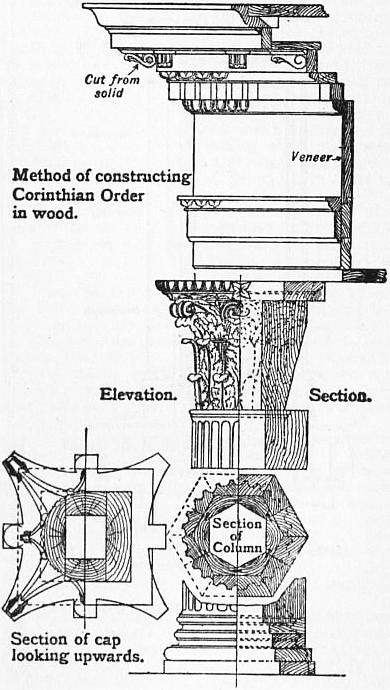 Cut from
solid
Veneer
Method of constructing
Corinthian Order
in wood.
Elevation.
Section.
Section
of
Column
Section of cap
looking upwards.